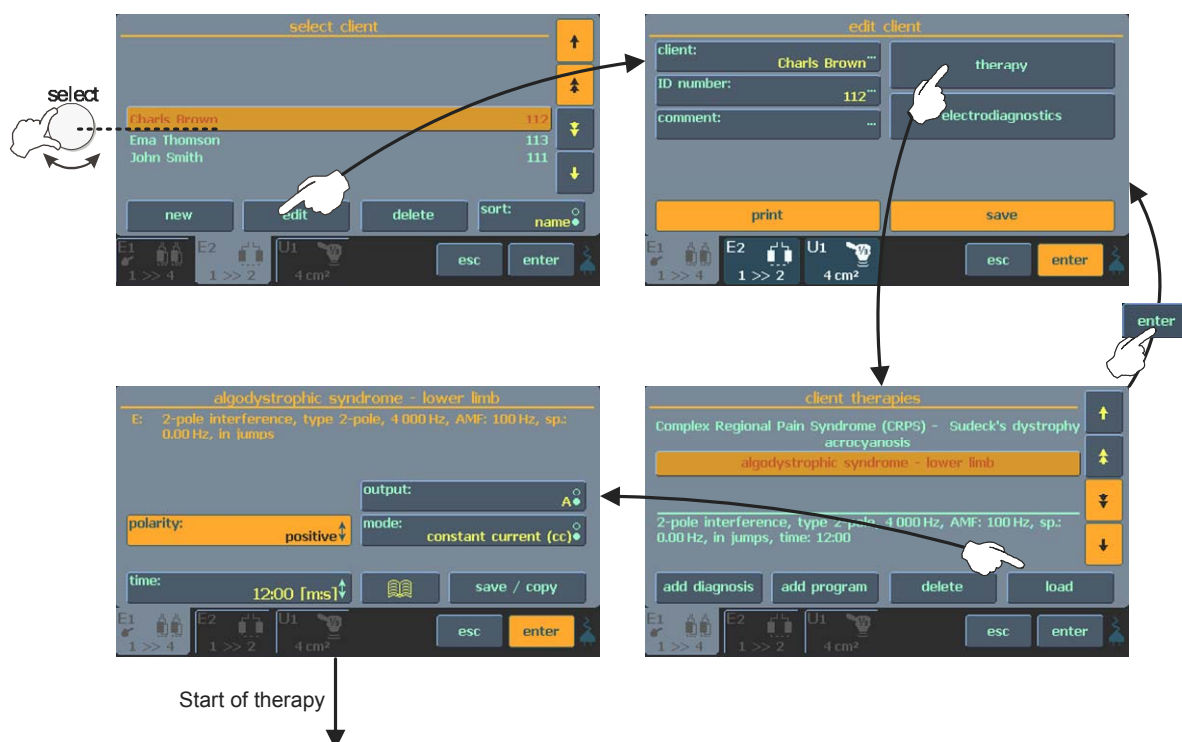 select client
select
Charls Brown 112
Ema Thomson 113
John Smith 111
new edit delete sort: name
E1 E2 U1
1 >> 4 1 >> 2 4 cm²
esc enter
edit client
client: Charls Brown...
ID number: 112...
comment: ...
therapy
electrodiagnostics
print save
E1 E2 U1
1 >> 4 1 >> 2 4 cm²
esc enter
enter
algodystrophic syndrome - lower limb
E: 2-pole interference, type 2-pole, 4 000 Hz, AMF: 100 Hz, sp.:
0.00 Hz, in jumps
output: A
polarity: positive
mode: constant current (cc)
time: 12:00 [m:s]
save / copy
E1 E2 U1
1 >> 4 1 >> 2 4 cm²
esc enter
Start of therapy
client therapies
Complex Regional Pain Syndrome (CRPS) - Sudeck's dystrophy
acrocyanosis
algodystrophic syndrome - lower limb
2-pole interference, type 2-pole, 4 000 Hz, AMF: 100 Hz, sp.:
0.00 Hz, in jumps, time: 12:00
add diagnosis add program delete load
E1 E2 U1
1 >> 4 1 >> 2 4 cm²
esc enter